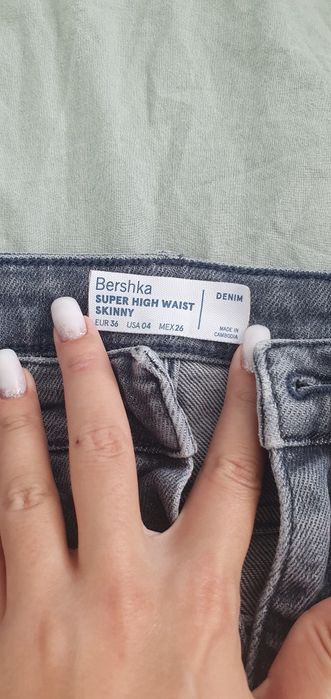 Bershka
SUPER HIGH WAIST
SKINNY
EUR 36 USA 04 MEX 26
DENIM
MADE IN
CAMBODIA